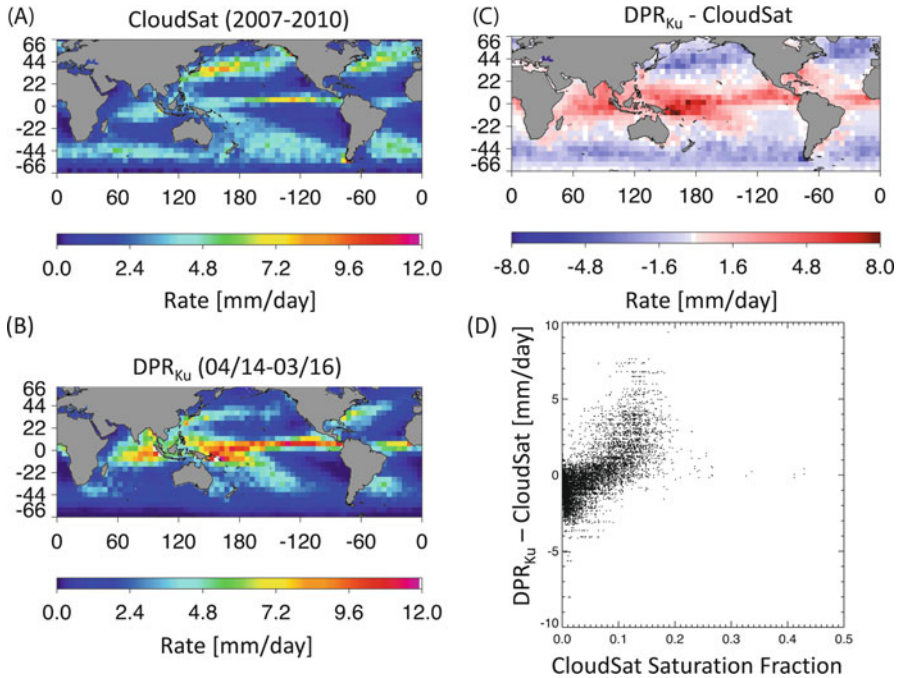 (A)
CloudSat (2007-2010)
66
44
22
0
-22
-44
-66
0 60 120 180 -120 -60 0
0.0 2.4 4.8 7.2 9.6 12.0
Rate [mm/day]
(B)
DPRKu (04/14-03/16)
66
44
22
0
-22
-44
-66
0 60 120 180 -120 -60 0
0.0 2.4 4.8 7.2 9.6 12.0
Rate [mm/day]
(C)
DPRKu - CloudSat
66
44
22
0
-22
-44
-66
0 60 120 180 -120 -60 0
-8.0 -4.8 -1.6 1.6 4.8 8.0
Rate [mm/day]
(D)
DPRKu – CloudSat [mm/day]
10
5
0
-5
-10
0.0 0.1 0.2 0.3 0.4 0.5
CloudSat Saturation Fraction